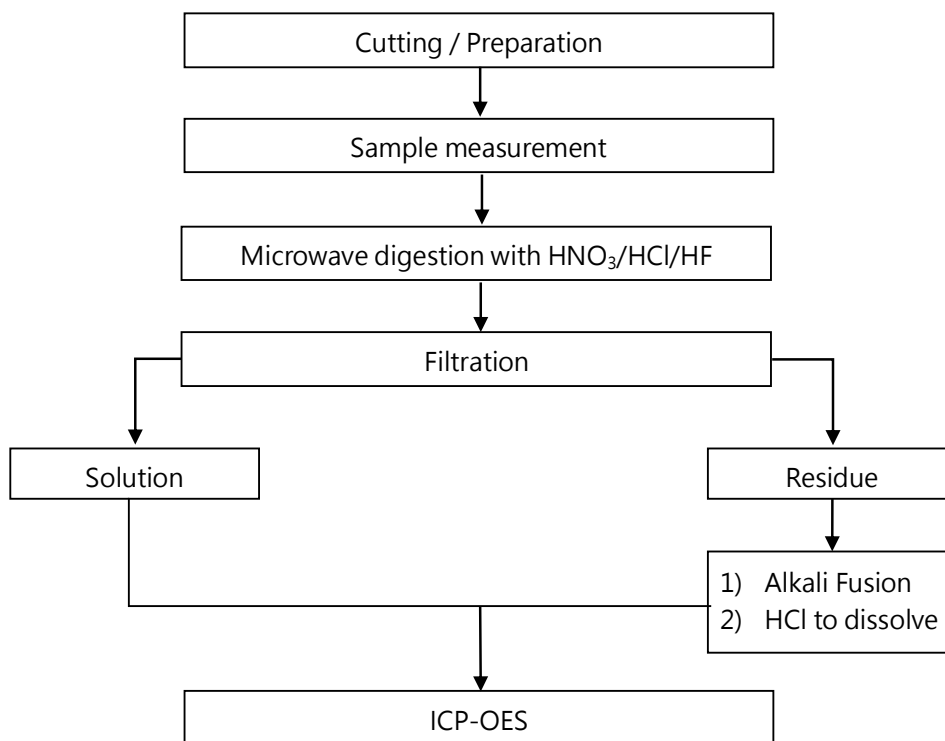 Cutting / Preparation
Sample measurement
Microwave digestion with HNO₃/HCl/HF
Filtration
Solution
Residue
1) Alkali Fusion
2) HCl to dissolve
ICP-OES